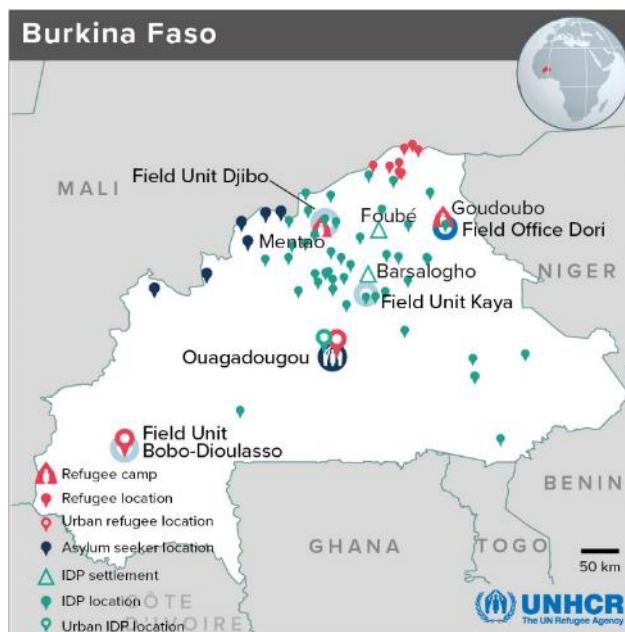 Burkina Faso
MALI
Field Unit Djibo
Foubé
Goudoubo
Mentao
Field Office Dori
Barsalogho
NIGER
Field Unit Kaya
Ouagadougou
Field Unit
Bobo-Dioulasso
Refugee camp
Refugee location
Urban refugee location
Asylum seeker location
IDP settlement
IDP location
Urban IDP location
BENIN
GHANA
TOGO
CÔTE
D'IVOIRE
50 km
UNHCR
The UN Refugee Agency